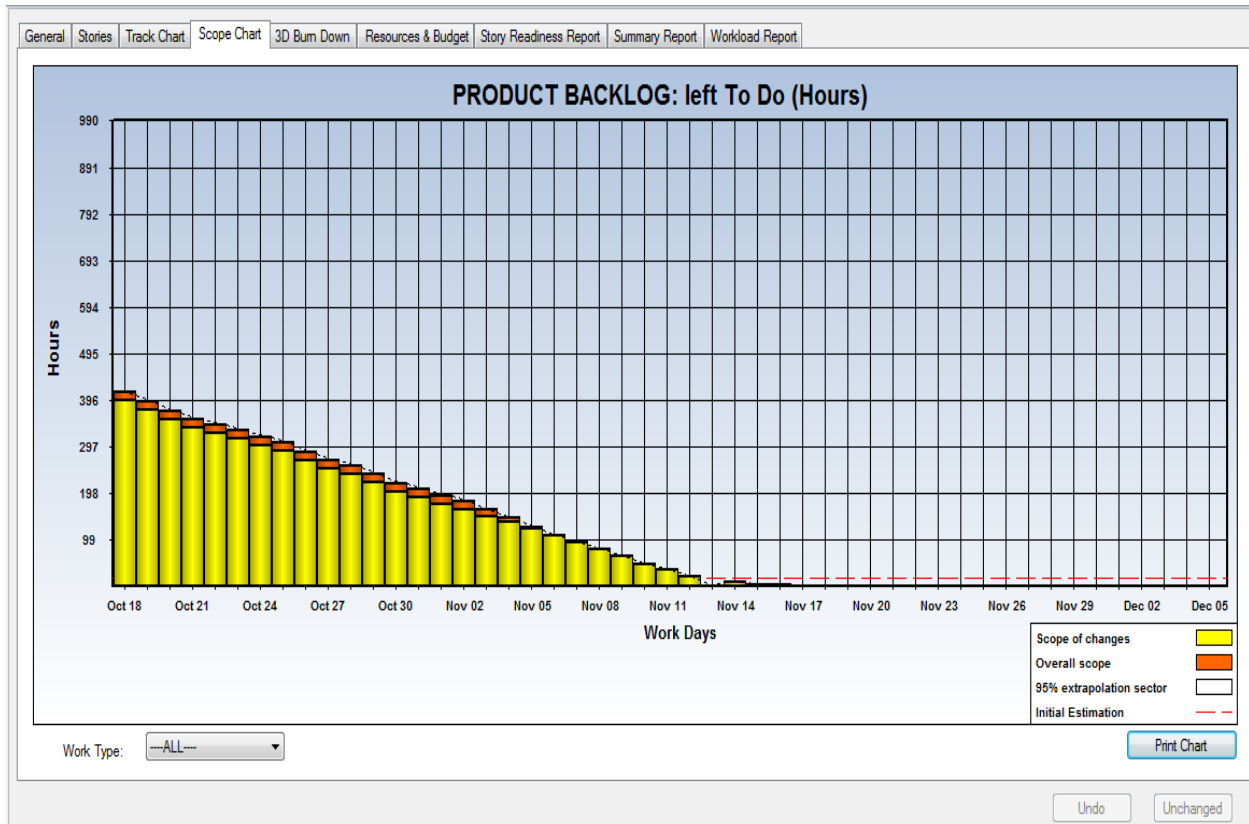 General Stories Track Chart Scope Chart 3D Burn Down Resources & Budget Story Readiness Report Summary Report Workload Report
PRODUCT BACKLOG: left To Do (Hours)
990
891
792
693
594
495
396
297
198
99
Hours
Oct 18 Oct 21 Oct 24 Oct 27 Oct 30 Nov 02 Nov 05 Nov 08 Nov 11 Nov 14 Nov 17 Nov 20 Nov 23 Nov 26 Nov 29 Dec 02 Dec 05
Work Days
Scope of changes
Overall scope
95% extrapolation sector
Initial Estimation
Work Type: ----ALL----
Print Chart
Undo Unchanged